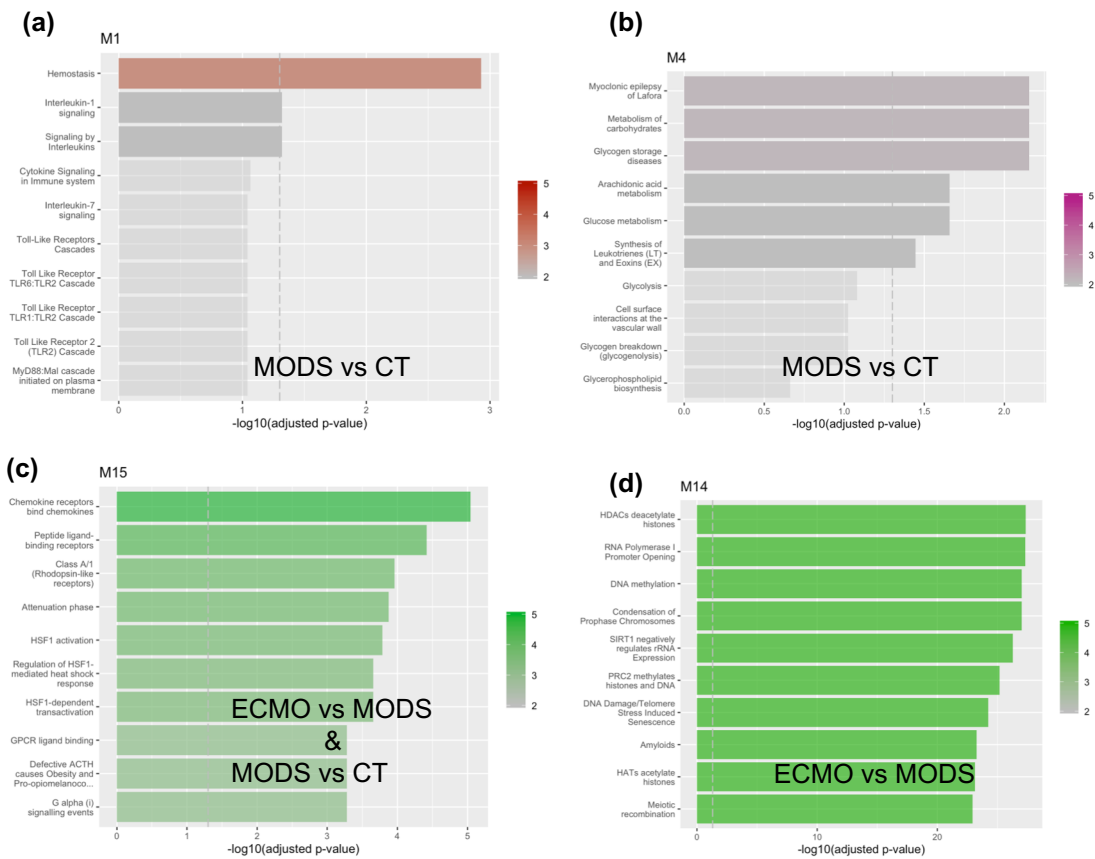 (a)
M1
Hemostasis
Interleukin-1
signaling
Signaling by
Interleukins
Cytokine Signaling
in Immune system
Interleukin-7
signaling
Toll-Like Receptors
Cascades
Toll Like Receptor
TLR6:TLR2 Cascade
Toll Like Receptor
TLR1:TLR2 Cascade
Toll Like Receptor 2
(TLR2) Cascade
MyD88:Mal cascade
initiated on plasma
membrane
MODS vs CT
0 1 2 3
-log10(adjusted p-value)
5
4
3
2
(b)
M4
Myoclonic epilepsy
of Lafora
Metabolism of
carbohydrates
Glycogen storage
diseases
Arachidonic acid
metabolism
Glucose metabolism
Synthesis of
Leukotrienes (LT)
and Eoxins (EX)
Glycolysis
Cell surface
interactions at the
vascular wall
Glycogen breakdown
(glycogenolysis)
Glycerophospholipid
biosynthesis
MODS vs CT
0.0 0.5 1.0 1.5 2.0
-log10(adjusted p-value)
5
4
3
2
(c)
M15
Chemokine receptors
bind chemokines
Peptide ligand-
binding receptors
Class A/1
(Rhodopsin-like
receptors)
Attenuation phase
HSF1 activation
Regulation of HSF1-
mediated heat shock
response
HSF1-dependent
transactivation
GPCR ligand binding
Defective ACTH
causes Obesity and
Pro-opiomelanoco...
G alpha (i)
signalling events
ECMO vs MODS
&
MODS vs CT
0 1 2 3 4 5
-log10(adjusted p-value)
5
4
3
2
(d)
M14
HDACs deacetylate
histones
RNA Polymerase I
Promoter Opening
DNA methylation
Condensation of
Prophase Chromosomes
SIRT1 negatively
regulates rRNA
Expression
PRC2 methylates
histones and DNA
DNA Damage/Telomere
Stress Induced
Senescence
Amyloids
HATs acetylate
histones
Meiotic
recombination
ECMO vs MODS
0 10 20
-log10(adjusted p-value)
5
4
3
2